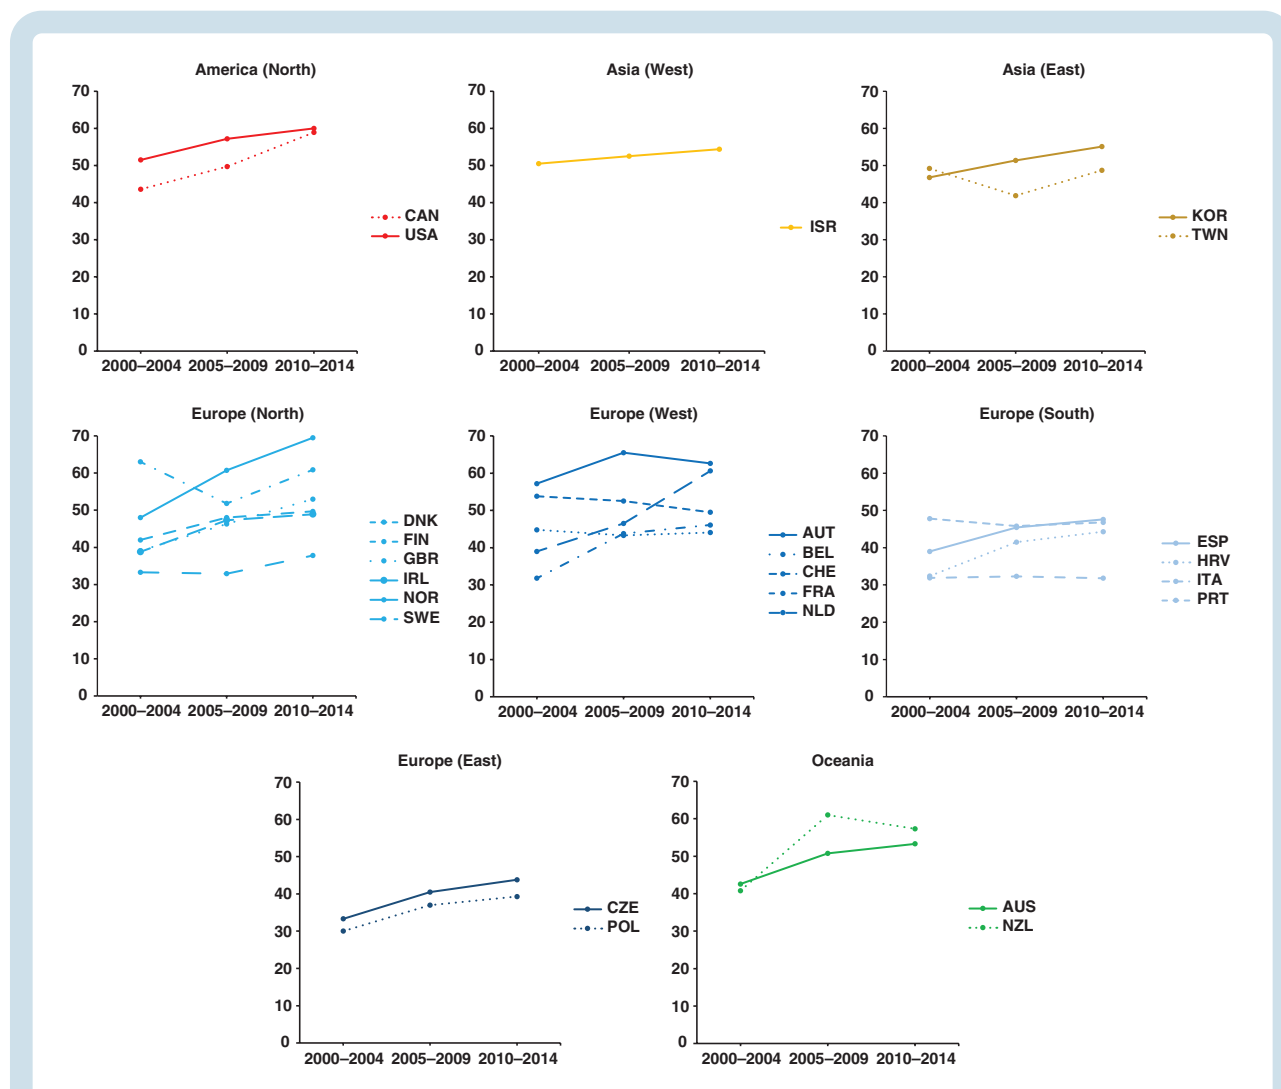 America (North)
70
60
50
40
30
20
10
0
2000–2004 2005–2009 2010–2014
CAN
USA
Asia (West)
70
60
50
40
30
20
10
0
2000–2004 2005–2009 2010–2014
ISR
Asia (East)
70
60
50
40
30
20
10
0
2000–2004 2005–2009 2010–2014
KOR
TWN
Europe (North)
70
60
50
40
30
20
10
0
2000–2004 2005–2009 2010–2014
DNK
FIN
GBR
IRL
NOR
SWE
Europe (West)
70
60
50
40
30
20
10
0
2000–2004 2005–2009 2010–2014
AUT
BEL
CHE
FRA
NLD
Europe (South)
70
60
50
40
30
20
10
0
2000–2004 2005–2009 2010–2014
ESP
HRV
ITA
PRT
Europe (East)
70
60
50
40
30
20
10
0
2000–2004 2005–2009 2010–2014
CZE
POL
Oceania
70
60
50
40
30
20
10
0
2000–2004 2005–2009 2010–2014
AUS
NZL